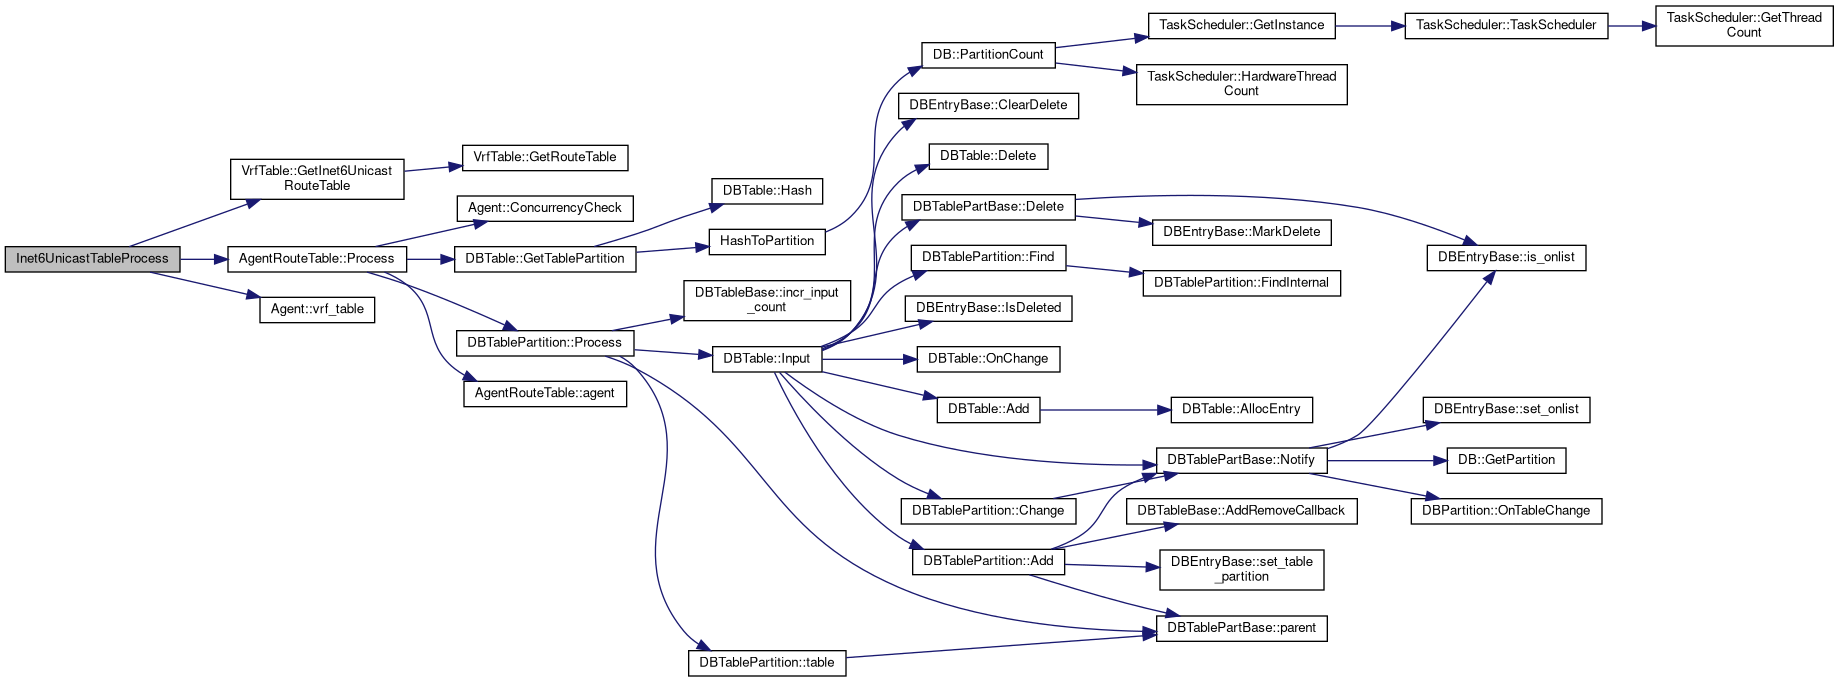 Inet6UnicastTableProcess
VrfTable::GetInet6Unicast
RouteTable
AgentRouteTable::Process
Agent::vrf_table
VrfTable::GetRouteTable
Agent::ConcurrencyCheck
DBTable::GetTablePartition
DBTablePartition::Process
AgentRouteTable::agent
DBTable::Hash
HashToPartition
DBTableBase::incr_input
_count
DBTable::Input
DBTablePartition::table
DB::PartitionCount
DBEntryBase::ClearDelete
DBTable::Delete
DBTablePartBase::Delete
DBTablePartition::Find
DBEntryBase::IsDeleted
DBTable::OnChange
DBTable::Add
DBTablePartition::Change
DBTablePartition::Add
TaskScheduler::GetInstance
TaskScheduler::HardwareThread
Count
DBEntryBase::MarkDelete
DBTablePartition::FindInternal
DBTable::AllocEntry
DBTablePartBase::Notify
DBTableBase::AddRemoveCallback
DBEntryBase::set_table
_partition
DBTablePartBase::parent
TaskScheduler::TaskScheduler
DBEntryBase::is_onlist
DBEntryBase::set_onlist
DB::GetPartition
DBPartition::OnTableChange
TaskScheduler::GetThread
Count